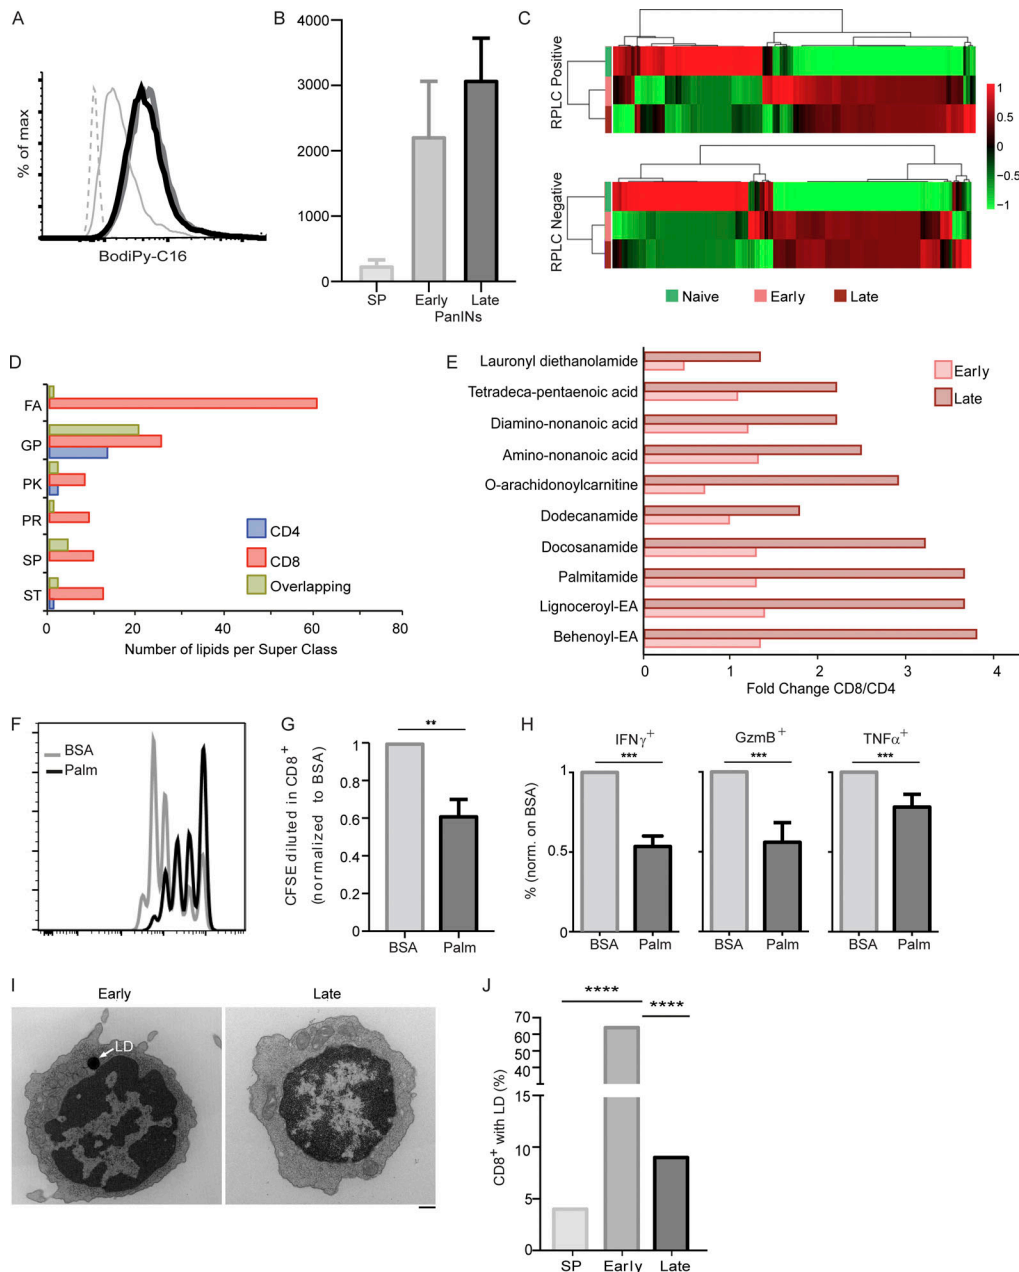 A
% of max
BodiPy-C16
B
4000
3000
2000
1000
0
SP
Early
Late
PanINs
C
RPLC Positive
RPLC Negative
1
0.5
0
−0.5
−1
Naive
Early
Late
D
FA
GP
PK
PR
SP
ST
CD4
CD8
Overlapping
0
20
40
60
80
Number of lipids per Super Class
E
Lauronyl diethanolamide
Tetradeca-pentaenoic acid
Diamino-nonanoic acid
Amino-nonanoic acid
O-arachidonoylcarnitine
Dodecanamide
Docosanamide
Palmitamide
Lignoceroyl-EA
Behenoyl-EA
Early
Late
0
1
2
3
4
Fold Change CD8/CD4
F
BSA
Palm
G
CFSE diluted in CD8+
(normalized to BSA)
**
1
0.8
0.6
0.4
0.2
0
BSA
Palm
H
% (norm. on BSA)
IFNγ+
GzmB+
TNFα+
***
***
***
1
0.5
0
BSA
Palm
BSA
Palm
BSA
Palm
I
Early
Late
LD
J
CD8+ with LD (%)
****
****
70
60
50
40
15
10
5
0
SP
Early
Late